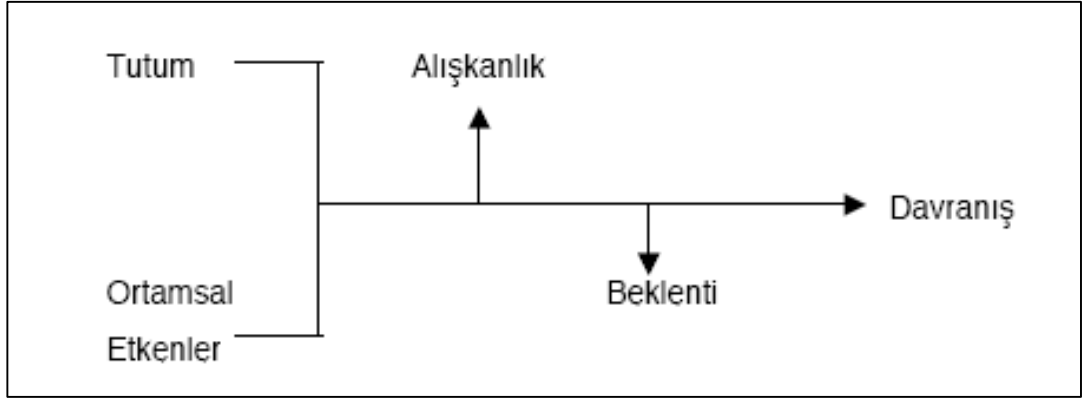 Tutum
Alışkanlık
Davranış
Ortamsal
Etkenler
Beklenti